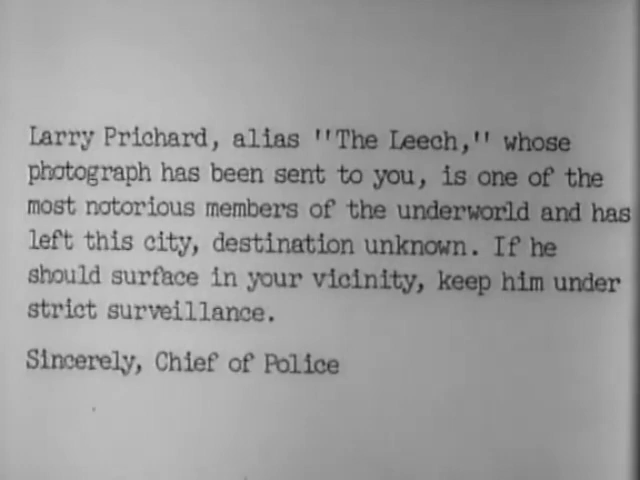 Larry Prichard, alias "The Leech," whose
photograph has been sent to you, is one of the
most notorious members of the underworld and has
left this city, destination unknown. If he
should surface in your vicinity, keep him under
strict surveillance.
Sincerely, Chief of Police